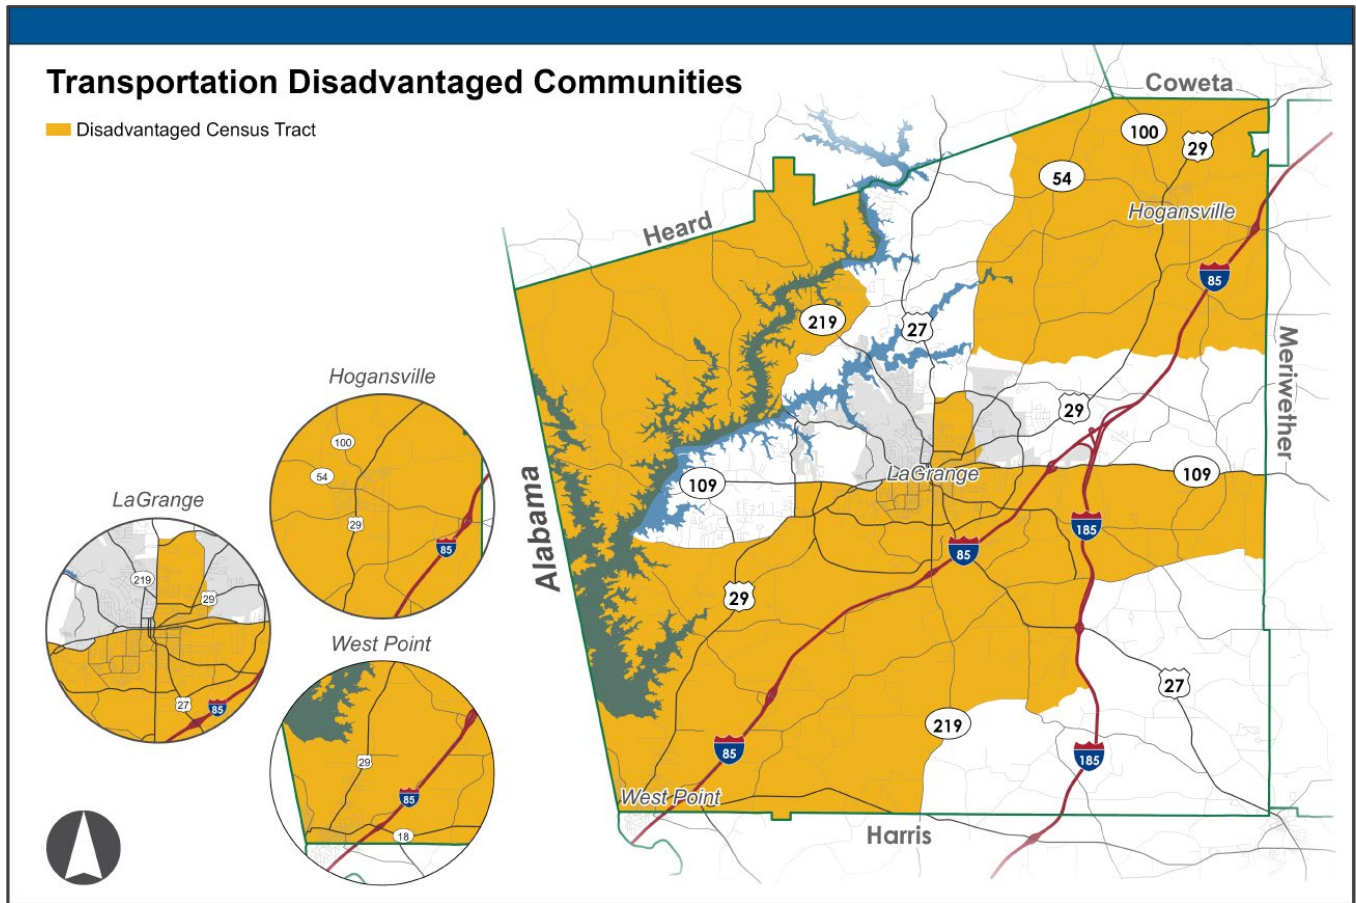 Transportation Disadvantaged Communities
Disadvantaged Census Tract
Coweta
100
29
54
Hogansville
Heard
85
219
27
Meriwether
29
Alabama
LaGrange
109
109
185
85
29
27
219
85
185
West Point
Harris
Hogansville
100
54
29
85
LaGrange
219
29
27
85
West Point
29
85
18